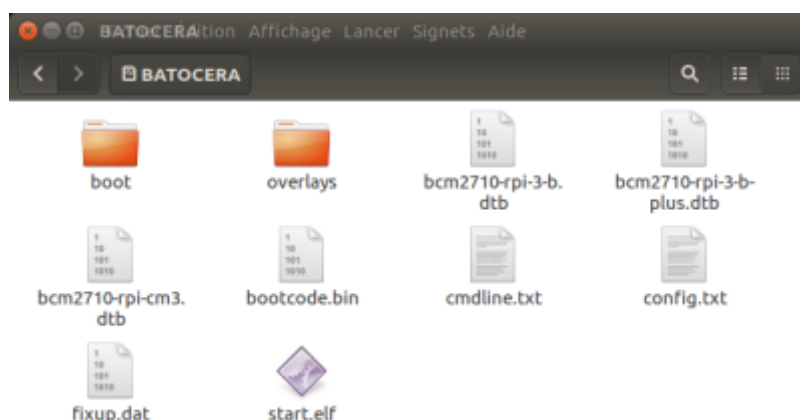 BATOCERA Édition Affichage Lancer Signets Aide
BATOCERA
boot
overlays
bcm2710-rpi-3-b.
dtb
bcm2710-rpi-3-b-
plus.dtb
bcm2710-rpi-cm3.
dtb
bootcode.bin
cmdline.txt
config.txt
fixup.dat
start.elf